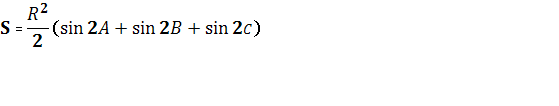 S = R²/2 (sin 2A + sin 2B + sin 2c)